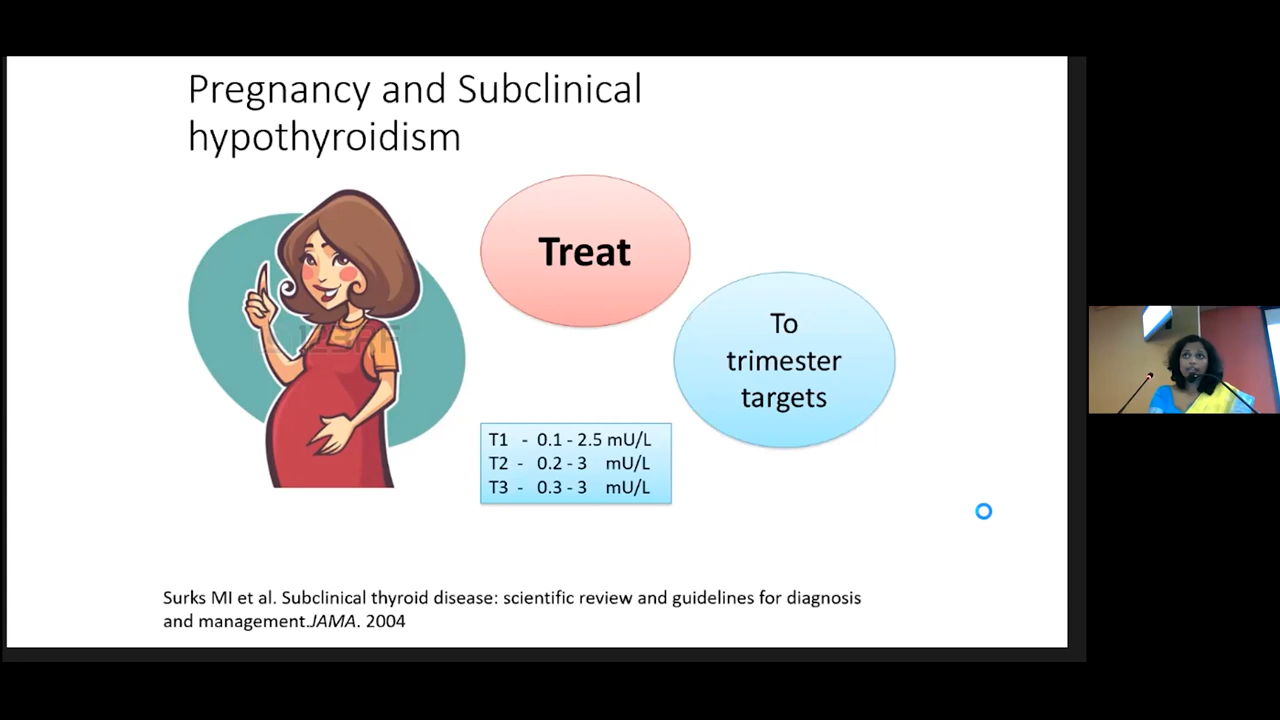 Pregnancy and Subclinical
hypothyroidism
Treat
To
trimester
targets
T1 - 0.1 - 2.5 mU/L
T2 - 0.2 - 3 mU/L
T3 - 0.3 - 3 mU/L
Surks MI et al. Subclinical thyroid disease: scientific review and guidelines for diagnosis
and management.JAMA. 2004